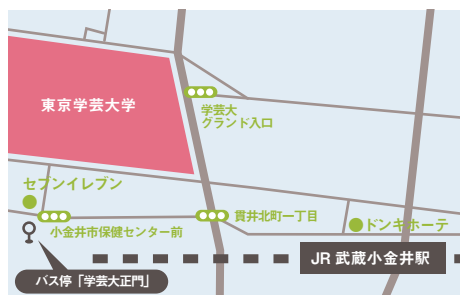 東京学芸大学
学芸大
グランド入口
セブンイレブン
貫井北町一丁目
ドンキホーテ
小金井市保健センター前
JR 武蔵小金井駅
バス停「学芸大正門」